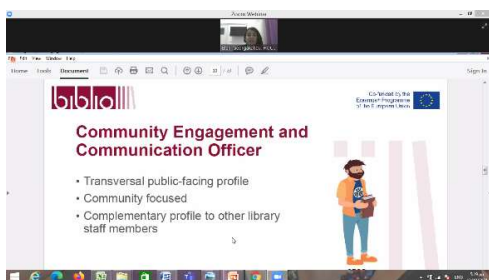 Zoom Webinar
Home Tools Document
Sign In
biblio
Co-funded by the
Erasmus+ Programme
of the European Union
Community Engagement and
Communication Officer
• Transversal public-facing profile
• Community focused
• Complementary profile to other library
staff members